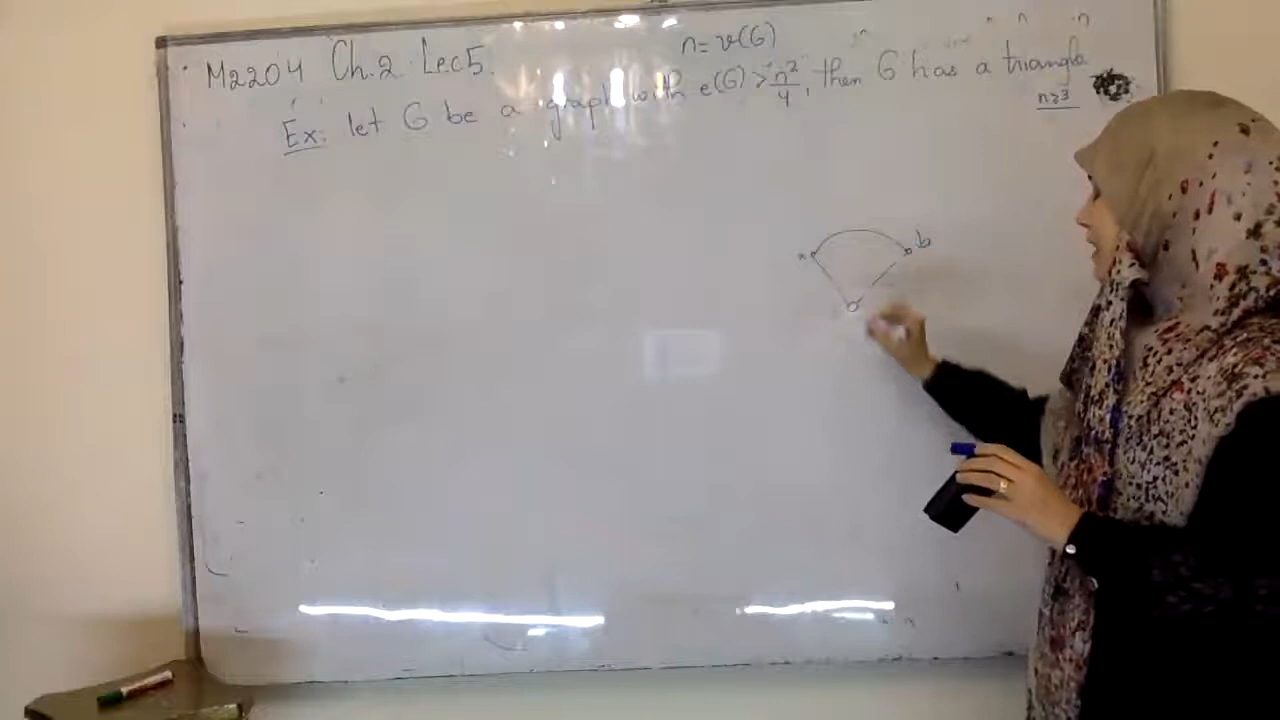 M2204 Ch.2 Lec5.
n = v(G)
Ex: let G be a graph with e(G) > n²/4, then G has a triangle
n≥3
a b